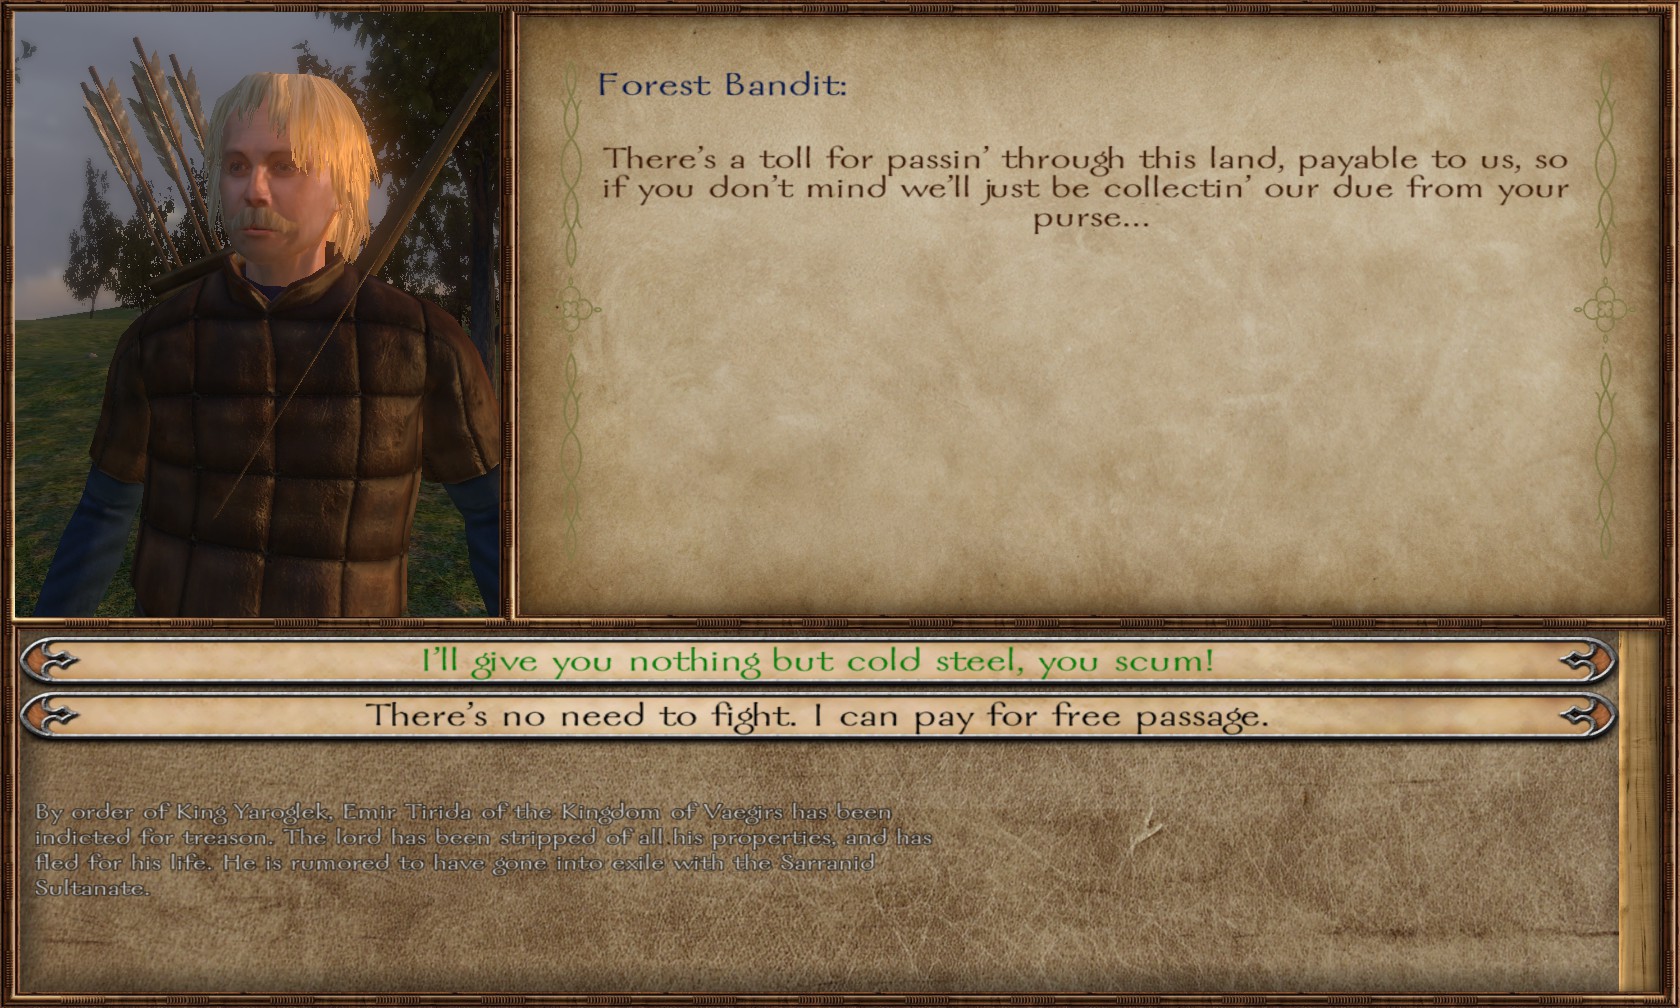 Forest Bandit:
There's a toll for passin' through this land, payable to us, so
if you don't mind we'll just be collectin' our due from your
purse...
I'll give you nothing but cold steel, you scum!
There's no need to fight. I can pay for free passage.
By order of King Yaroglek, Emir Tirida of the Kingdom of Vaegirs has been
indicted for treason. The lord has been stripped of all his properties, and has
fled for his life. He is rumored to have gone into exile with the Sarranid
Sultanate.